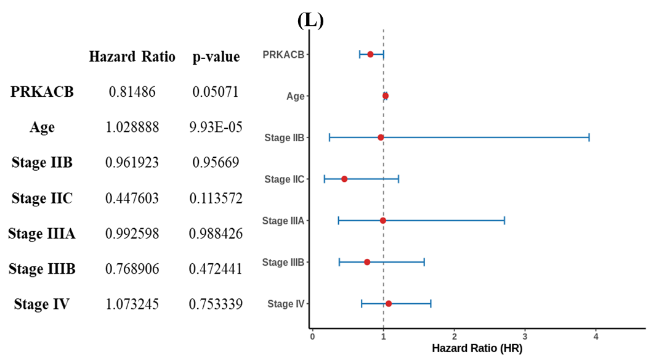 (L)
Hazard Ratio p-value
PRKACB 0.81486 0.05071
Age 1.028888 9.93E-05
Stage IIB 0.961923 0.95669
Stage IIC 0.447603 0.113572
Stage IIIA 0.992598 0.988426
Stage IIIB 0.768906 0.472441
Stage IV 1.073245 0.753339
PRKACB
Age
Stage IIB
Stage IIC
Stage IIIA
Stage IIIB
Stage IV
0 1 2 3 4
Hazard Ratio (HR)